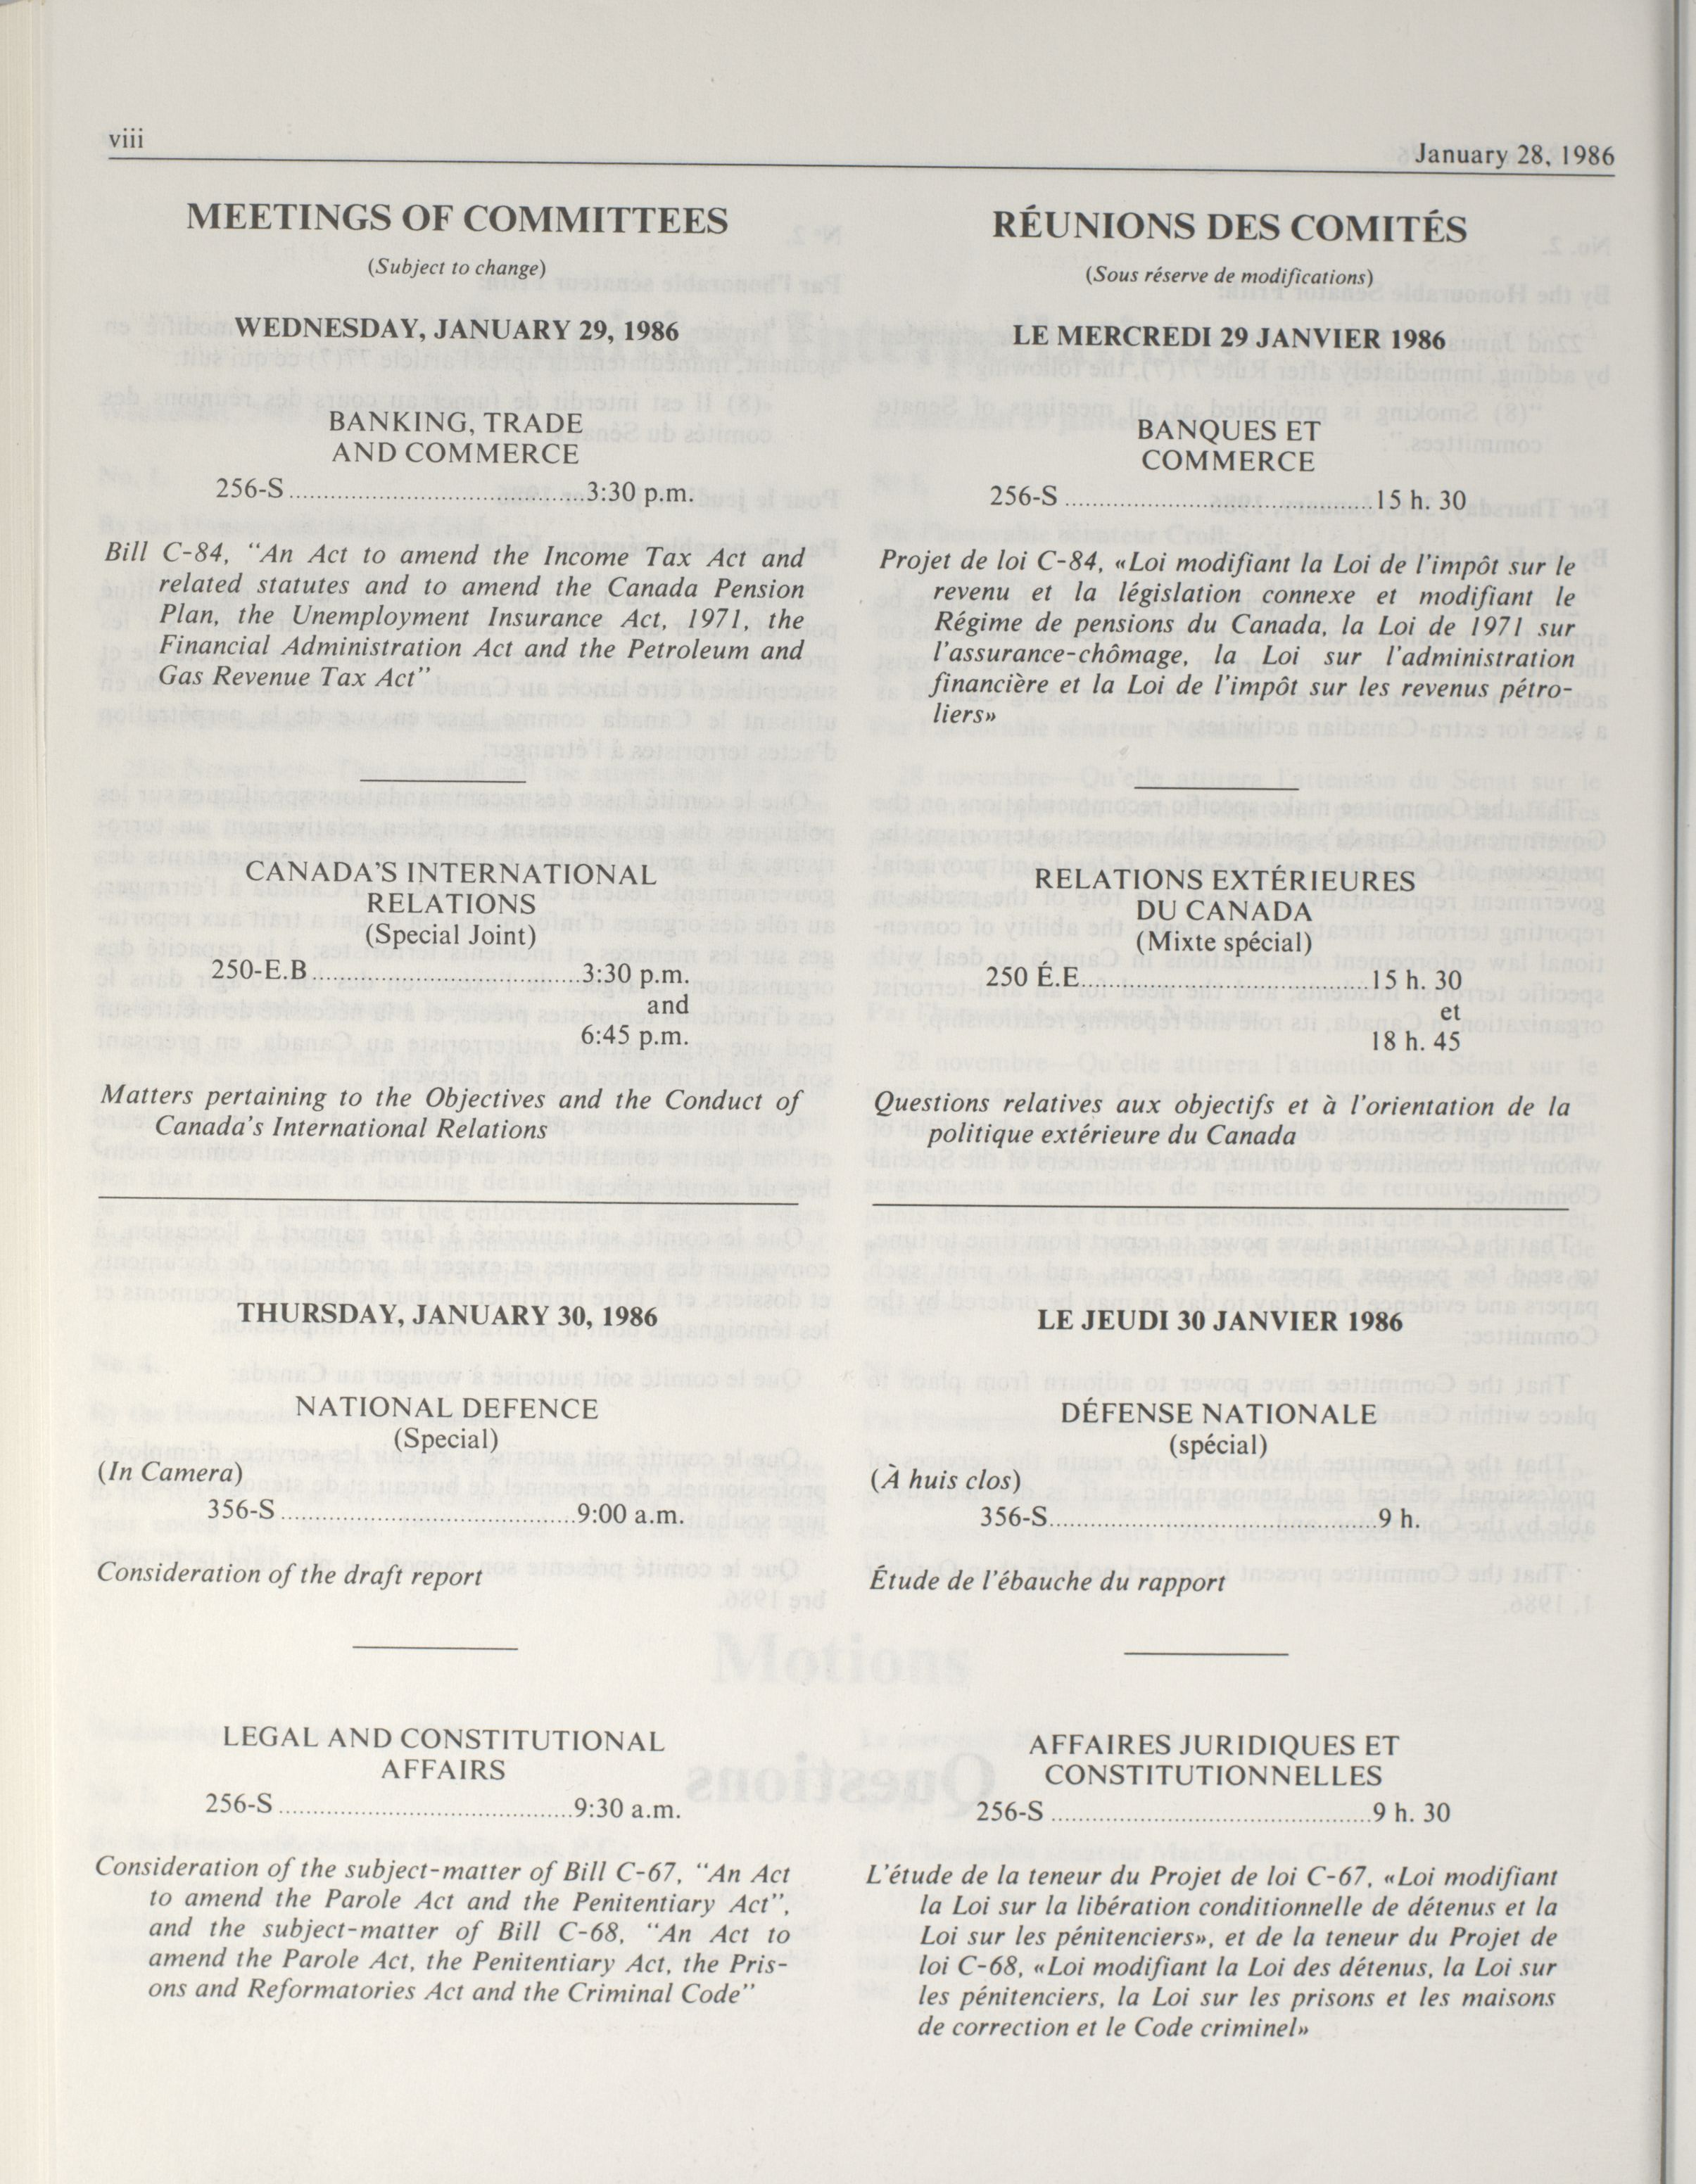 viii
January 28, 1986
MEETINGS OF COMMITTEES
(Subject to change)
WEDNESDAY, JANUARY 29, 1986
BANKING, TRADE
AND COMMERCE
256-S ............................................3:30 p.m.
Bill C-84, “An Act to amend the Income Tax Act and
related statutes and to amend the Canada Pension
Plan, the Unemployment Insurance Act, 1971, the
Financial Administration Act and the Petroleum and
Gas Revenue Tax Act”
CANADA’S INTERNATIONAL
RELATIONS
(Special Joint)
250-E.B........................................3:30 p.m.
and
6:45 p.m.
Matters pertaining to the Objectives and the Conduct of
Canada’s International Relations
THURSDAY, JANUARY 30, 1986
NATIONAL DEFENCE
(Special)
(In Camera)
356-S ............................................9:00 a.m.
Consideration of the draft report
LEGAL AND CONSTITUTIONAL
AFFAIRS
256-S ............................................9:30 a.m.
Consideration of the subject-matter of Bill C-67, “An Act
to amend the Parole Act and the Penitentiary Act”,
and the subject-matter of Bill C-68, “An Act to
amend the Parole Act, the Penitentiary Act, the Pris-
ons and Reformatories Act and the Criminal Code”
RÉUNIONS DES COMITÉS
(Sous réserve de modifications)
LE MERCREDI 29 JANVIER 1986
BANQUES ET
COMMERCE
256-S ..............................................15 h. 30
Projet de loi C-84, «Loi modifiant la Loi de l’impôt sur le
revenu et la législation connexe et modifiant le
Régime de pensions du Canada, la Loi de 1971 sur
l’assurance-chômage, la Loi sur l’administration
financière et la Loi de l’impôt sur les revenus pétro-
liers»
RELATIONS EXTÉRIEURES
DU CANADA
(Mixte spécial)
250 É.E...........................................15 h. 30
et
18 h. 45
Questions relatives aux objectifs et à l’orientation de la
politique extérieure du Canada
LE JEUDI 30 JANVIER 1986
DÉFENSE NATIONALE
(spécial)
(À huis clos)
356-S.................................................9 h.
Étude de l’ébauche du rapport
AFFAIRES JURIDIQUES ET
CONSTITUTIONNELLES
256-S ................................................9 h. 30
L’étude de la teneur du Projet de loi C-67, «Loi modifiant
la Loi sur la libération conditionnelle de détenus et la
Loi sur les pénitenciers», et de la teneur du Projet de
loi C-68, «Loi modifiant la Loi des détenus, la Loi sur
les pénitenciers, la Loi sur les prisons et les maisons
de correction et le Code criminel»